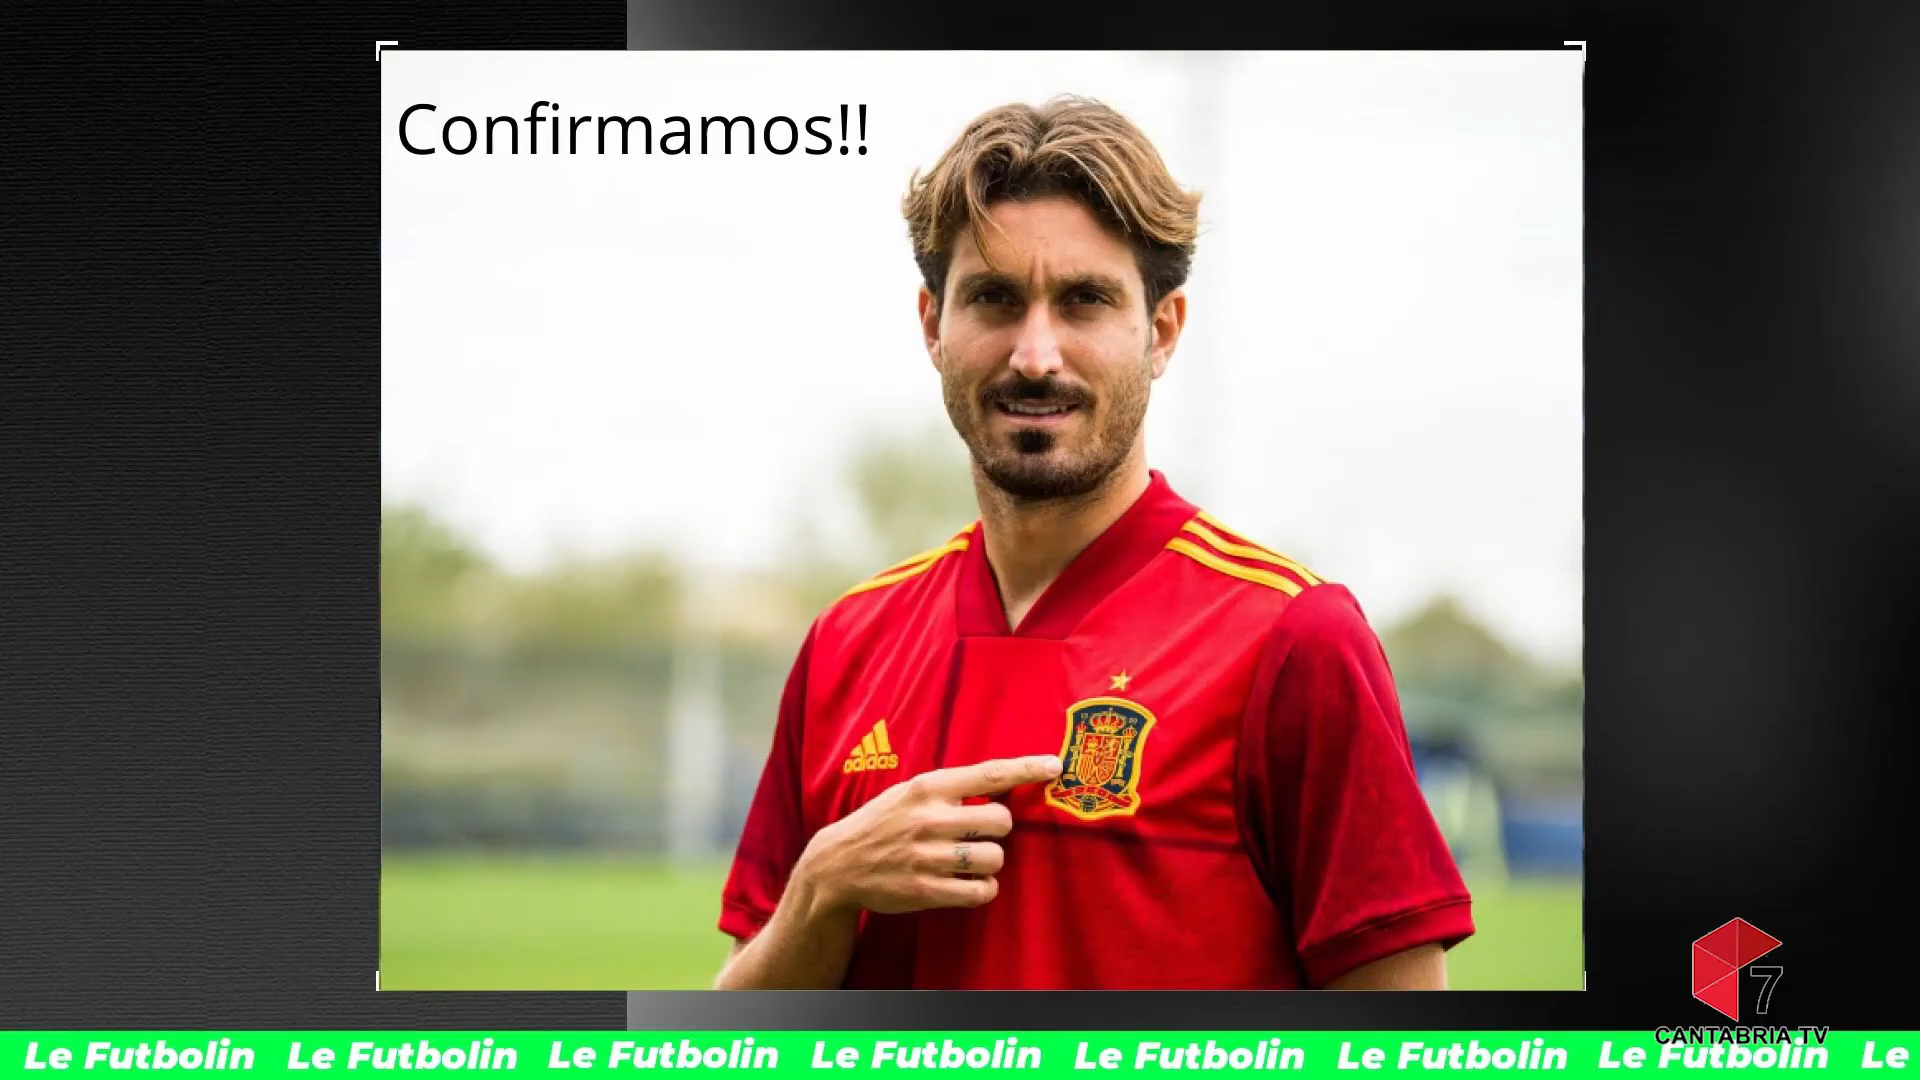 Confirmamos!!
adidas
7
CANTABRIA TV
Le Futbolin Le Futbolin Le Futbolin Le Futbolin Le Futbolin Le Futbolin Le Futbolin Le